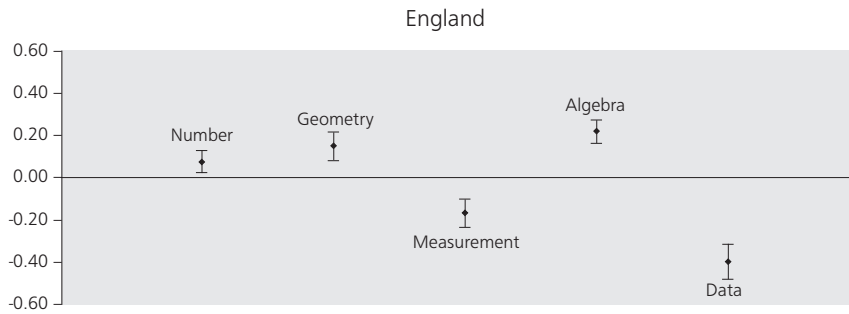 England
0.60
0.40
Algebra
Geometry
0.20
Number
0.00
-0.20
Measurement
-0.40
Data
-0.60